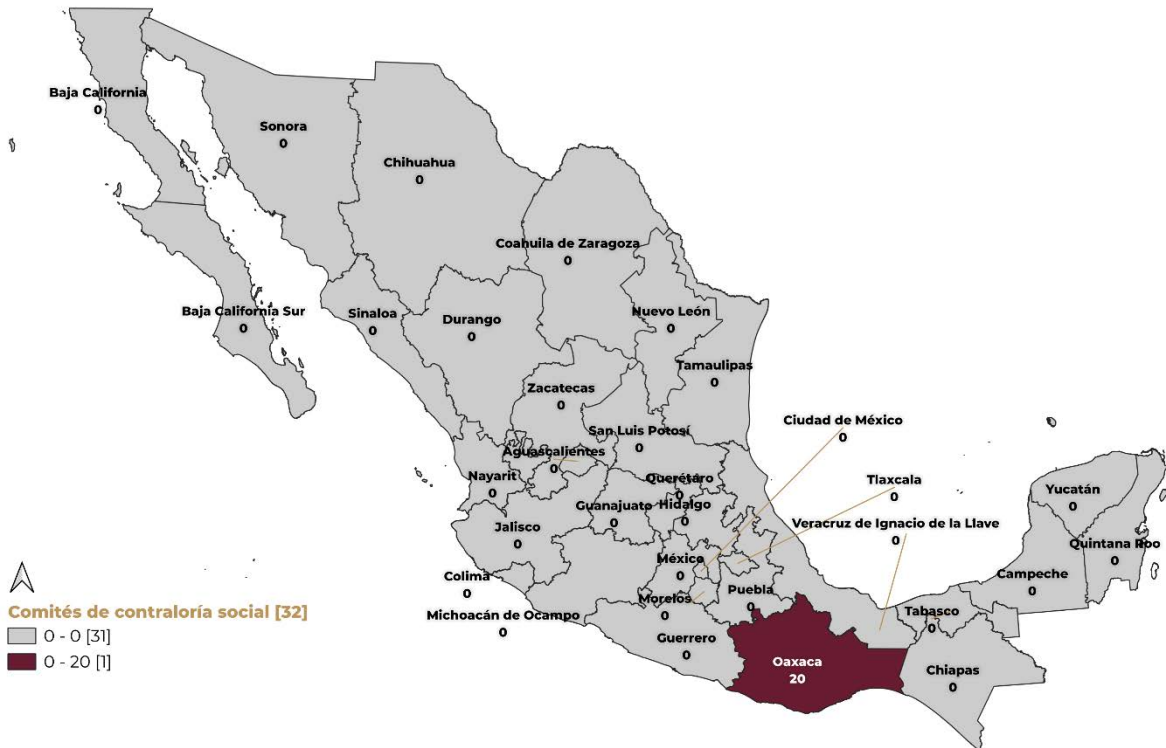 Baja California
0
Sonora
0
Chihuahua
0
Coahuila de Zaragoza
0
Baja California Sur
0
Sinaloa
0
Durango
0
Nuevo León
0
Tamaulipas
0
Zacatecas
0
San Luis Potosí
0
Ciudad de México
0
Aguascalientes
0
Nayarit
0
Querétaro
0
Tlaxcala
0
Yucatán
0
Guanajuato
0
Hidalgo
0
Jalisco
0
Veracruz de Ignacio de la Llave
0
Quintana Roo
0
México
0
Campeche
0
Colima
0
Puebla
0
Morelos
0
Michoacán de Ocampo
0
Tabasco
0
Guerrero
0
Oaxaca
20
Chiapas
0
Comités de contraloría social [32]
0 - 0 [31]
0 - 20 [1]